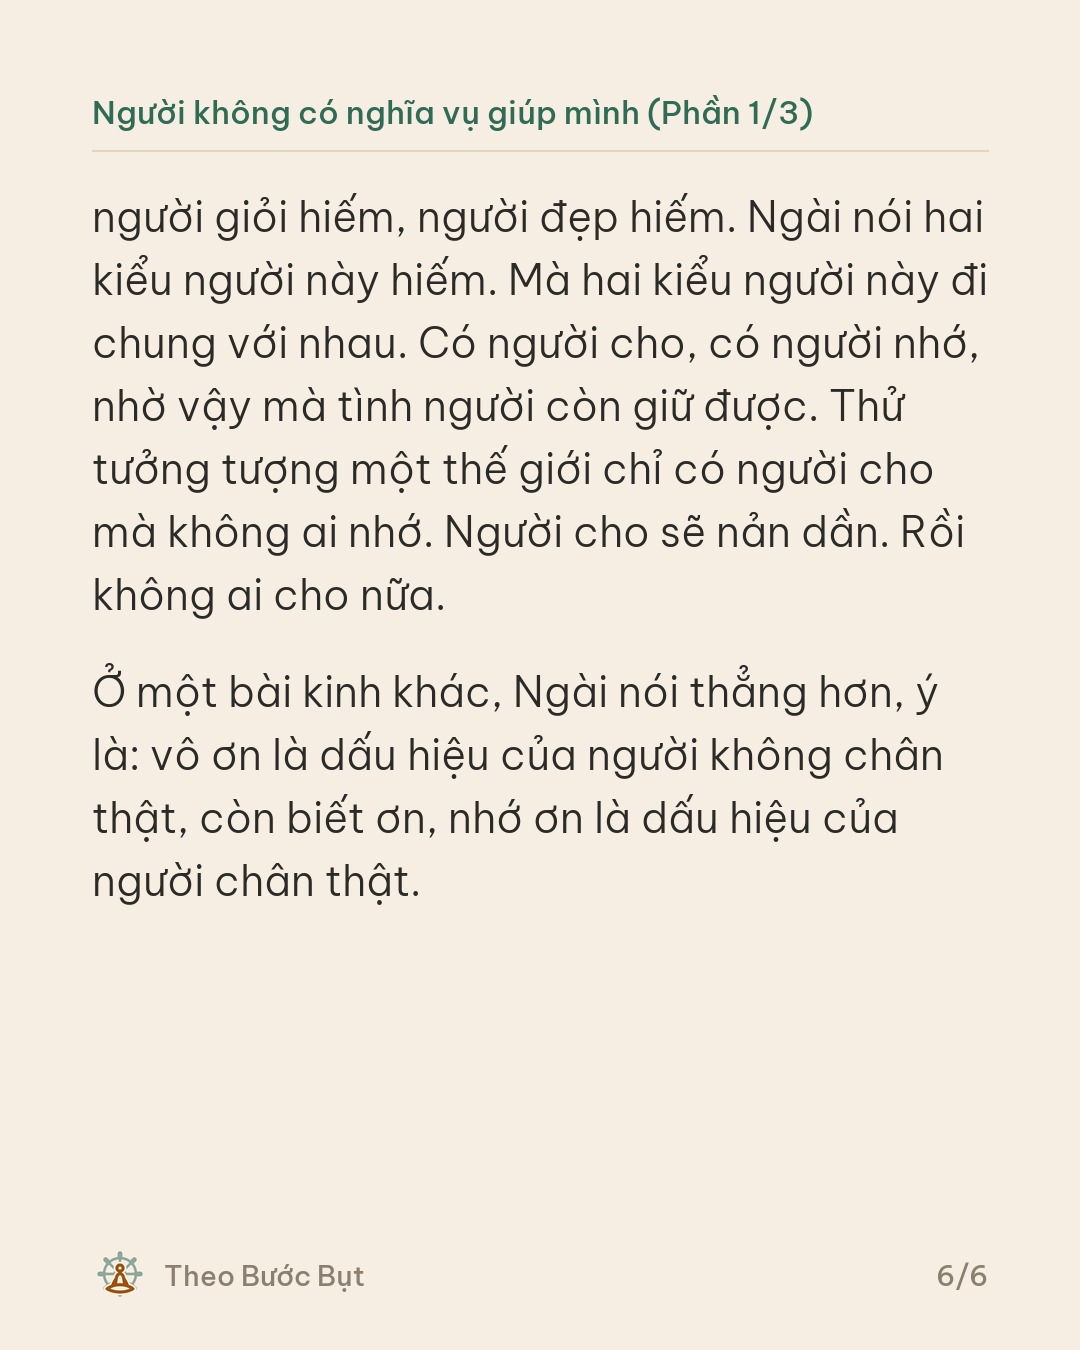 Người không có nghĩa vụ giúp mình (Phần 1/3)
người giỏi hiếm, người đẹp hiếm. Ngài nói hai
kiểu người này hiếm. Mà hai kiểu người này đi
chung với nhau. Có người cho, có người nhớ,
nhờ vậy mà tình người còn giữ được. Thử
tưởng tượng một thế giới chỉ có người cho
mà không ai nhớ. Người cho sẽ nản dần. Rồi
không ai cho nữa.
Ở một bài kinh khác, Ngài nói thẳng hơn, ý
là: vô ơn là dấu hiệu của người không chân
thật, còn biết ơn, nhớ ơn là dấu hiệu của
người chân thật.
Theo Bước Bụt
6/6